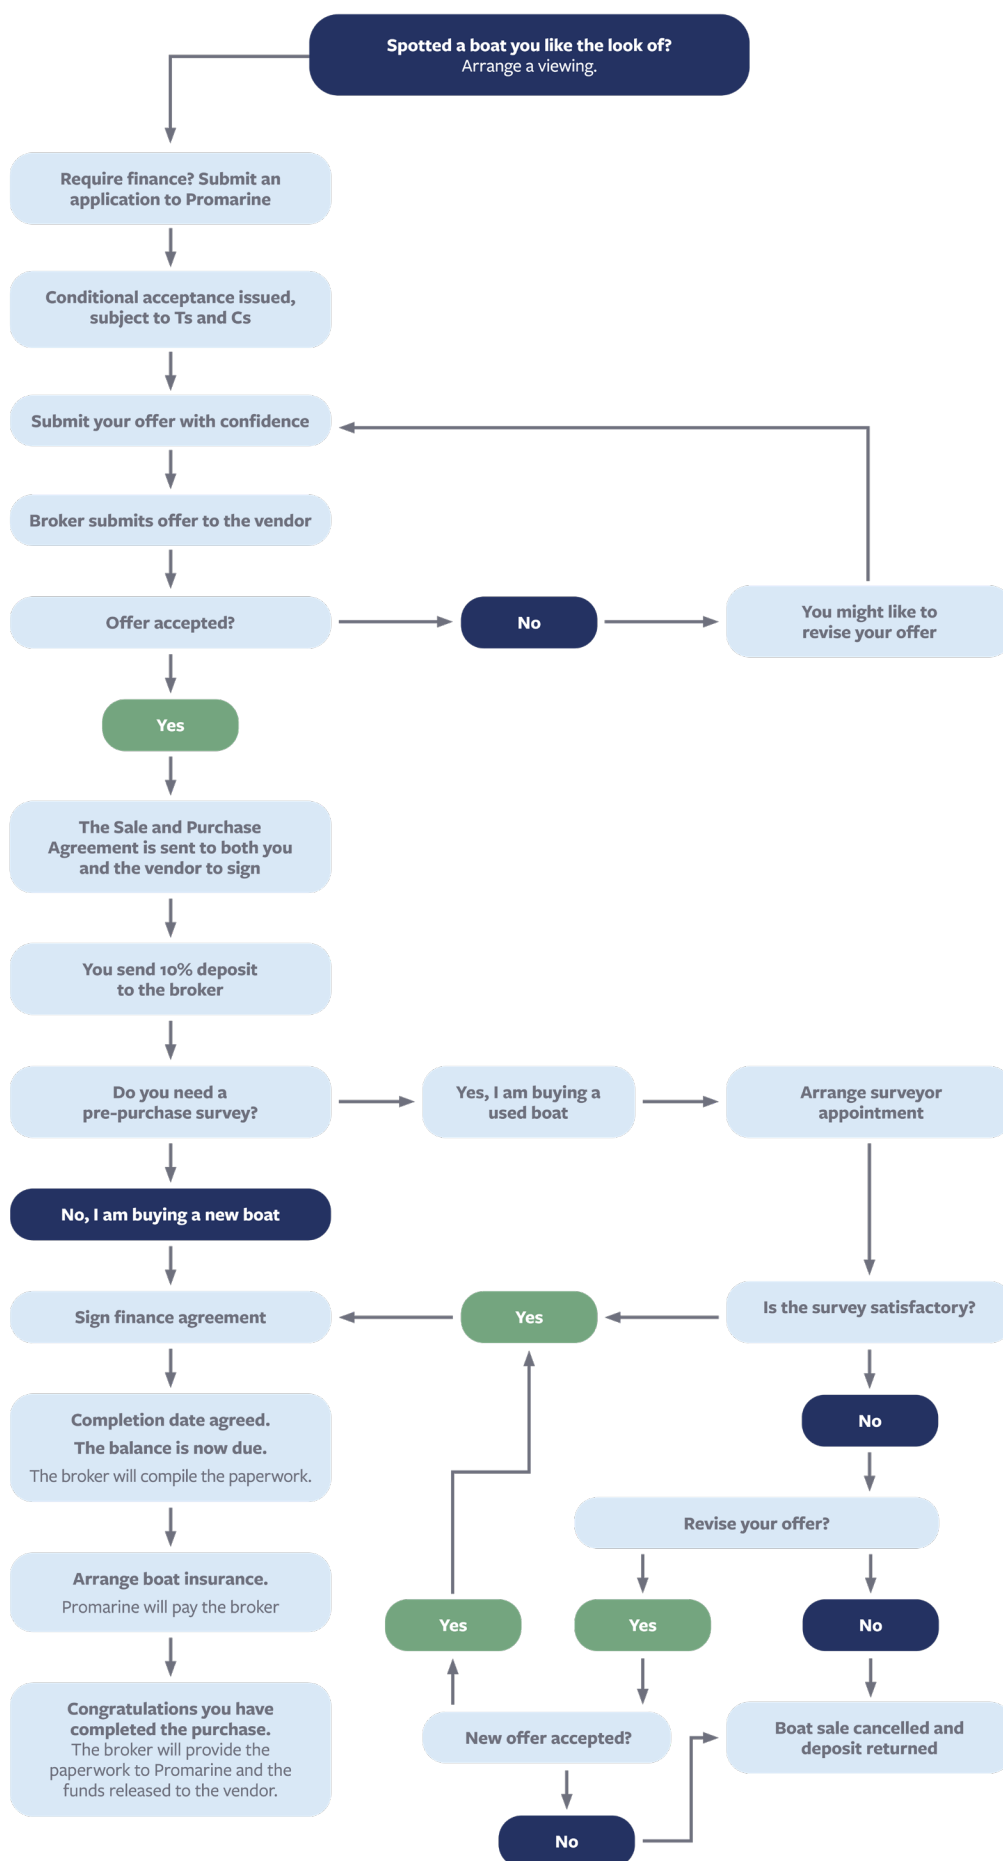 Spotted a boat you like the look of?
Arrange a viewing.
Require finance? Submit an
application to Promarine
Conditional acceptance issued,
subject to Ts and Cs
Submit your offer with confidence
Broker submits offer to the vendor
Offer accepted?
No
You might like to
revise your offer
Yes
The Sale and Purchase
Agreement is sent to both you
and the vendor to sign
You send 10% deposit
to the broker
Do you need a
pre-purchase survey?
Yes, I am buying a
used boat
Arrange surveyor
appointment
No, I am buying a new boat
Sign finance agreement
Yes
Is the survey satisfactory?
Completion date agreed.
The balance is now due.
The broker will compile the paperwork.
No
Revise your offer?
Arrange boat insurance.
Promarine will pay the broker
Yes
Yes
No
Congratulations you have
completed the purchase.
The broker will provide the
paperwork to Promarine and the
funds released to the vendor.
New offer accepted?
Boat sale cancelled and
deposit returned
No